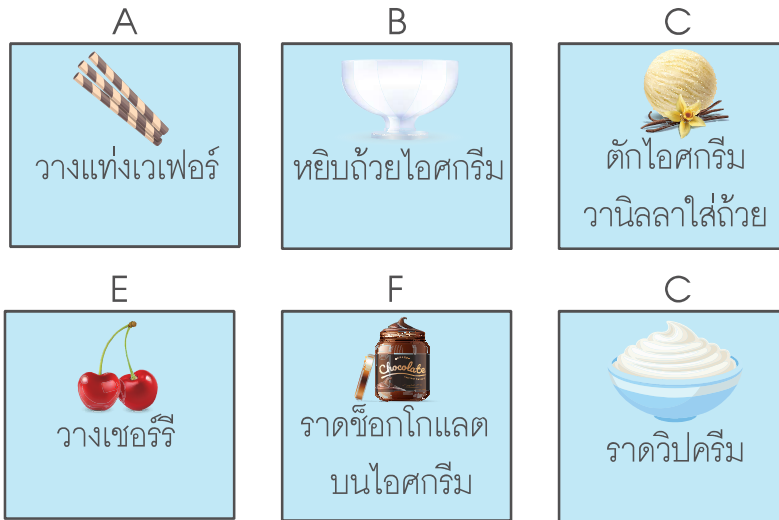 A B C
วางแท่งเวเฟอร์
หยิบถ้วยไอศกรีม
ตักไอศกรีม
วานิลลาใส่ถ้วย
E F C
วางเชอร์รี
Chocolate
ราดช็อกโกแลต
บนไอศกรีม
ราดวิปครีม